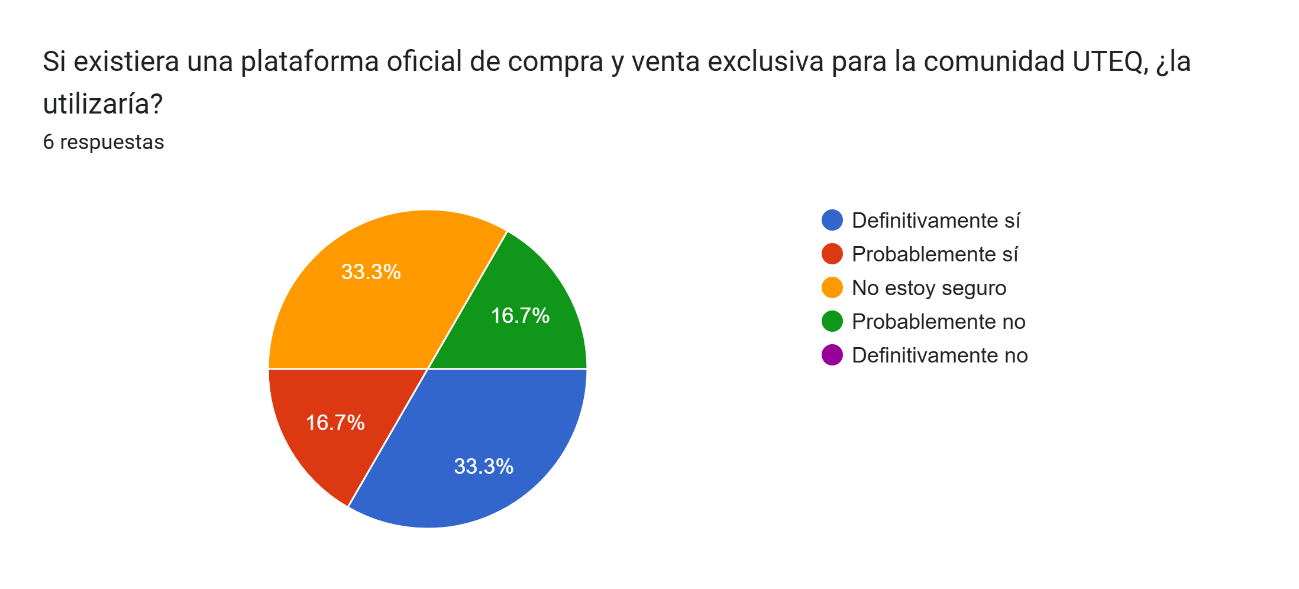 Si existiera una plataforma oficial de compra y venta exclusiva para la comunidad UTEQ, ¿la
utilizaría?
6 respuestas
33.3%
16.7%
16.7%
33.3%
Definitivamente sí
Probablemente sí
No estoy seguro
Probablemente no
Definitivamente no